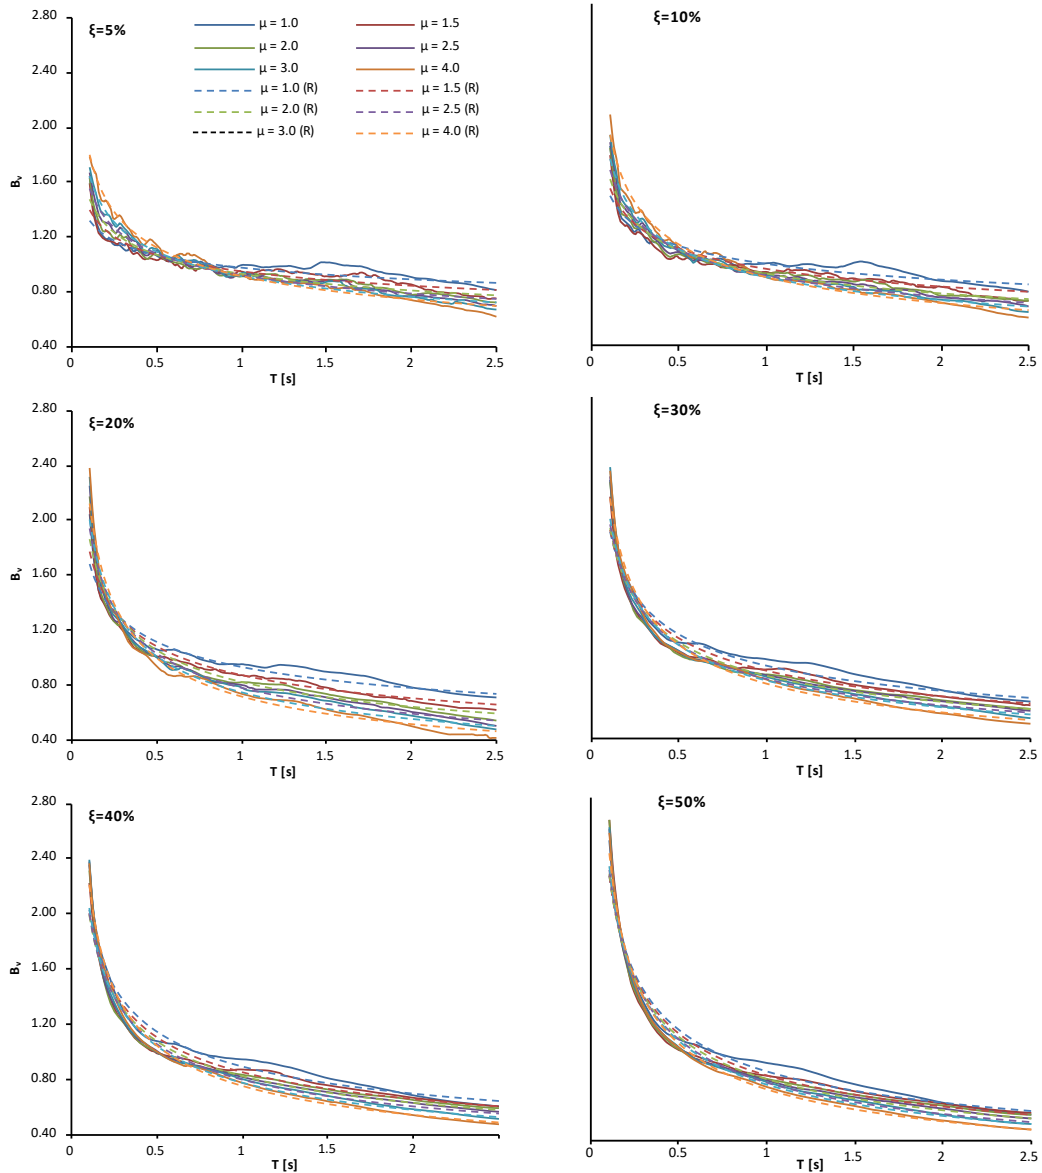 2.80
2.40
2.00
1.60
1.20
0.80
0.40
Bv
ξ=5%
μ = 1.0
μ = 1.5
μ = 2.0
μ = 2.5
μ = 3.0
μ = 4.0
μ = 1.0 (R)
μ = 1.5 (R)
μ = 2.0 (R)
μ = 2.5 (R)
μ = 3.0 (R)
μ = 4.0 (R)
0 0.5 1 1.5 2 2.5
T [s]
ξ=10%
0 0.5 1 1.5 2 2.5
T [s]
2.80
2.40
2.00
1.60
1.20
0.80
0.40
Bv
ξ=20%
0 0.5 1 1.5 2 2.5
T [s]
ξ=30%
0 0.5 1 1.5 2 2.5
T [s]
2.80
2.40
2.00
1.60
1.20
0.80
0.40
Bv
ξ=40%
0 0.5 1 1.5 2
T [s]
ξ=50%
0 0.5 1 1.5 2 2.5
T [s]